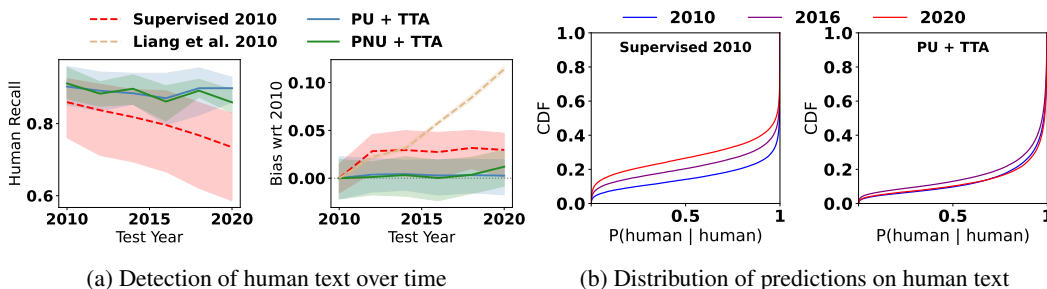 Supervised 2010
PU + TTA
Liang et al. 2010
PNU + TTA
Human Recall
0.8
0.6
2010
2015
2020
Test Year
Bias wrt 2010
0.10
0.05
0.00
2010
2015
2020
Test Year
(a) Detection of human text over time
2010
2016
2020
Supervised 2010
CDF
1.0
0.8
0.6
0.4
0.2
0.0
0.5
1
P(human | human)
PU + TTA
CDF
1.0
0.8
0.6
0.4
0.2
0.0
0.5
1
P(human | human)
(b) Distribution of predictions on human text